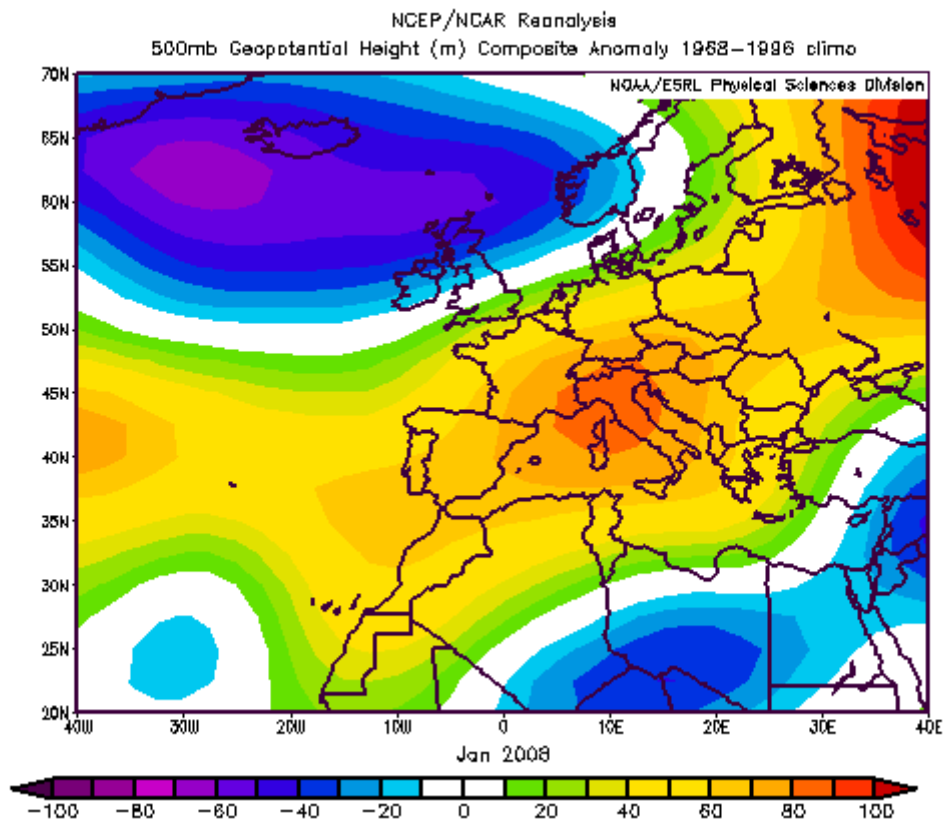 NCEP/NCAR Reanalysis
500mb Geopotential Height (m) Composite Anomaly 1968-1996 climo
NOAA/ESRL Physical Sciences Division
70N
65N
60N
55N
50N
45N
40N
35N
30N
25N
20N
40W 30W 20W 10W 0 10E 20E 30E 40E
Jan 2008
-100 -80 -60 -40 -20 0 20 40 60 80 100